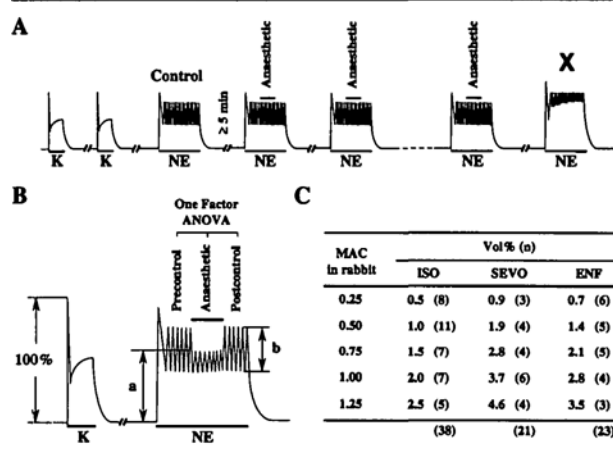 A
Control
≥ 5 min
Anaesthetic
Anaesthetic
Anaesthetic
X
K
K
NE
NE
NE
NE
NE
B
One Factor
ANOVA
Precontrol
Anaesthetic
Postcontrol
100%
a
b
K
NE
C
MAC
in rabbit
Vol% (n)
ISO SEVO ENF
0.25 0.5 (8) 0.9 (3) 0.7 (6)
0.50 1.0 (11) 1.9 (4) 1.4 (5)
0.75 1.5 (7) 2.8 (4) 2.1 (5)
1.00 2.0 (7) 3.7 (6) 2.8 (4)
1.25 2.5 (5) 4.6 (4) 3.5 (3)
(38) (21) (23)